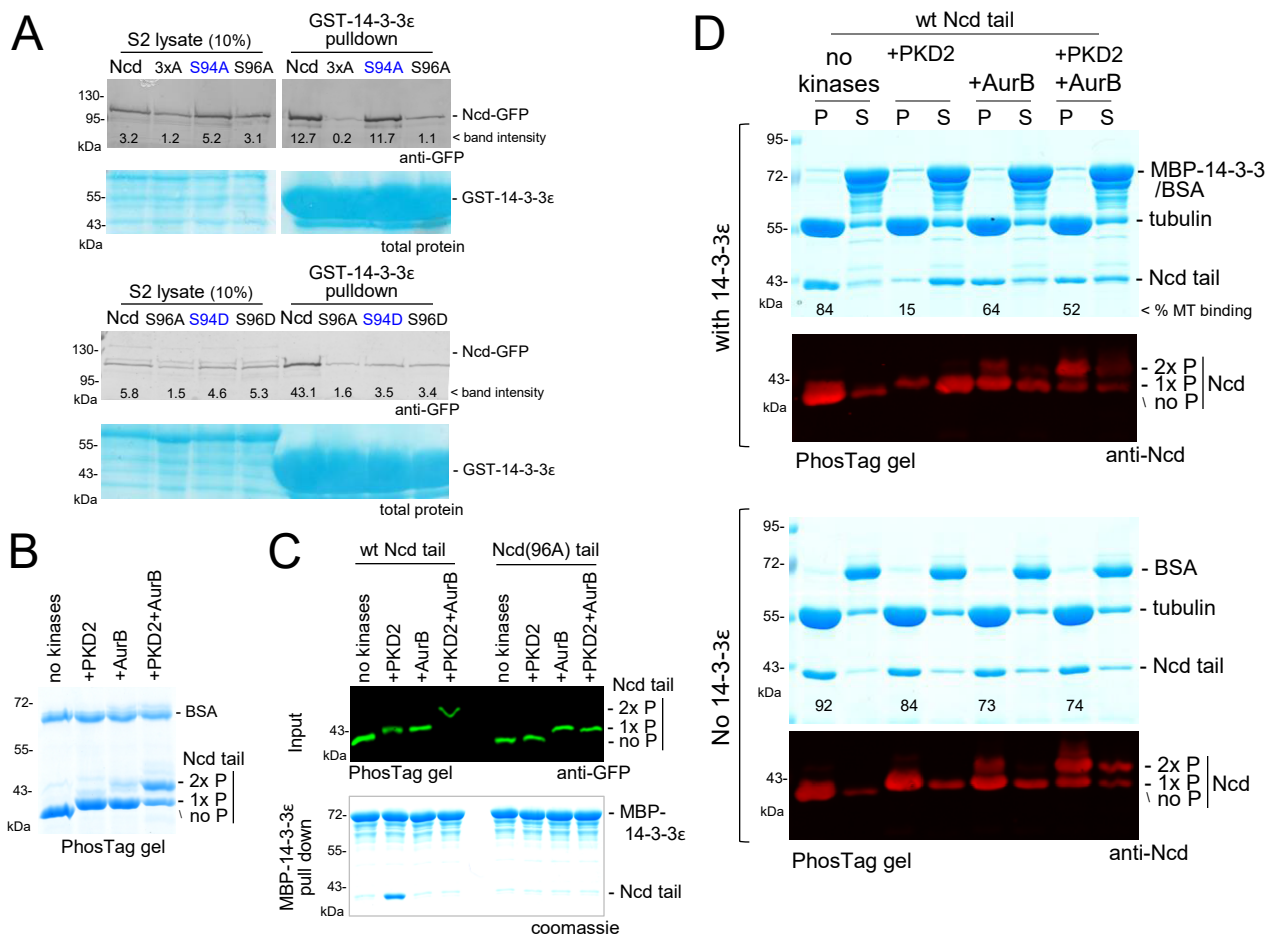 A
S2 lysate (10%)
GST-14-3-3ε
pulldown
Ncd 3xA S94A S96A
Ncd 3xA S94A S96A
130-
95-
kDa
- Ncd-GFP
3.2 1.2 5.2 3.1
12.7 0.2 11.7 1.1
< band intensity
anti-GFP
55-
43-
kDa
- GST-14-3-3ε
total protein
S2 lysate (10%)
GST-14-3-3ε
pulldown
Ncd S96A S94D S96D
Ncd S96A S94D S96D
130-
95-
kDa
- Ncd-GFP
5.8 1.5 4.6 5.3
43.1 1.6 3.5 3.4
< band intensity
anti-GFP
55-
43-
kDa
- GST-14-3-3ε
total protein
B
no kinases
+PKD2
+AurB
+PKD2+AurB
72-
55-
43-
kDa
- BSA
Ncd tail
- 2x P
- 1x P
\ no P
PhosTag gel
C
wt Ncd tail
Ncd(96A) tail
no kinases
+PKD2
+AurB
+PKD2+AurB
no kinases
+PKD2
+AurB
+PKD2+AurB
Input
43-
kDa
Ncd tail
- 2x P
- 1x P
- no P
PhosTag gel
anti-GFP
MBP-14-3-3ε
pull down
72-
55-
43-
kDa
- MBP-
14-3-3ε
- Ncd tail
coomassie
D
wt Ncd tail
no
kinases
+PKD2
+AurB
+PKD2
+AurB
P S P S P S P S
with 14-3-3ε
95-
72-
55-
43-
kDa
- MBP-14-3-3
/BSA
- tubulin
- Ncd tail
84 15 64 52
< % MT binding
43-
kDa
- 2x P
- 1x P
\ no P
Ncd
PhosTag gel
anti-Ncd
No 14-3-3ε
95-
72-
55-
43-
kDa
- BSA
- tubulin
- Ncd tail
92 84 73 74
43-
kDa
- 2x P
- 1x P
\ no P
Ncd
PhosTag gel
anti-Ncd